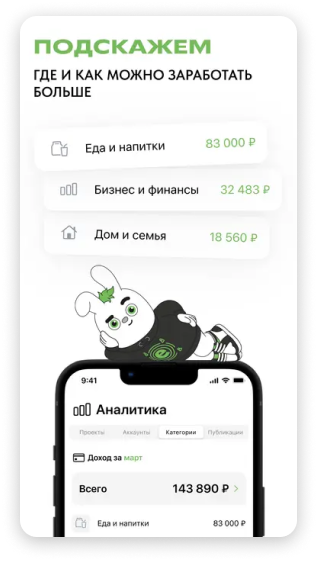 ПОДСКАЖЕМ
ГДЕ И КАК МОЖНО ЗАРАБОТАТЬ
БОЛЬШЕ
Еда и напитки 83 000 ₽
Бизнес и финансы 32 483 ₽
Дом и семья 18 560 ₽
9:41
Аналитика
Проекты Аккаунты Категории Публикации
Доход за март
Всего 143 890 ₽
Еда и напитки 83 000 ₽